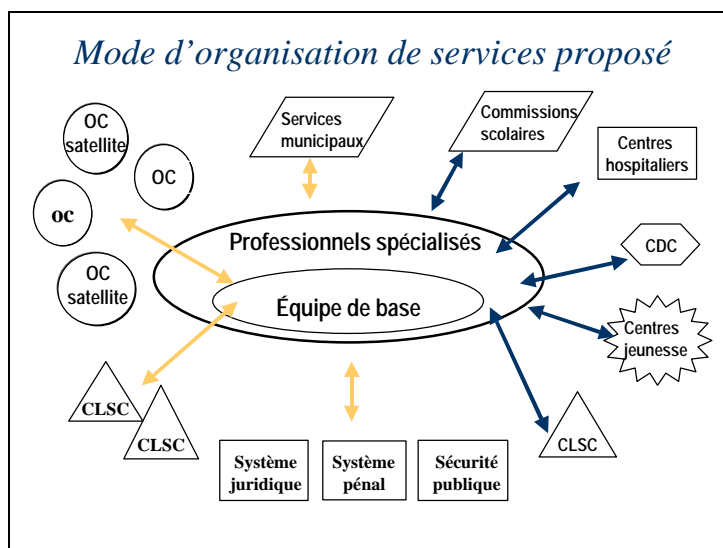 Mode d'organisation de services proposé
OC
satellite
OC
oc
OC
satellite
Services
municipaux
Commissions
scolaires
Centres
hospitaliers
CDC
Centres
jeunesse
Professionnels spécialisés
Équipe de base
CLSC
CLSC
CLSC
Système
juridique
Système
pénal
Sécurité
publique